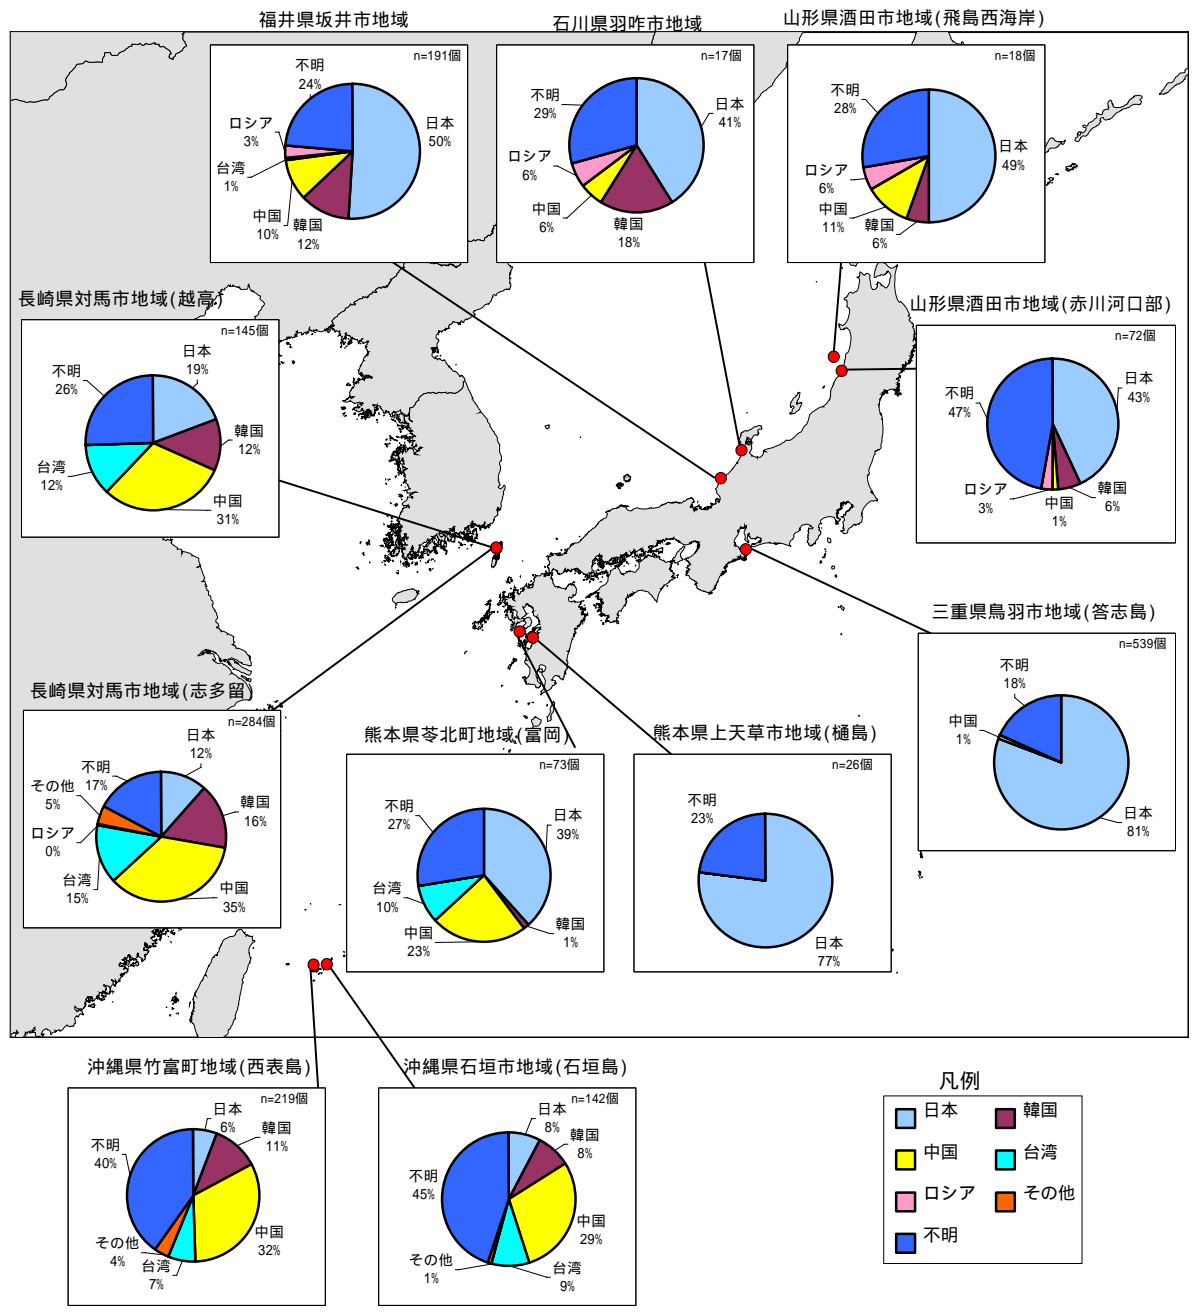 福井県坂井市地域
n=191個
不明
24%
ロシア
3%
台湾
1%
中国
10%
韓国
12%
日本
50%
石川県羽咋市地域
n=17個
不明
29%
ロシア
6%
中国
6%
韓国
18%
日本
41%
山形県酒田市地域(飛島西海岸)
n=18個
不明
28%
ロシア
6%
中国
11%
韓国
6%
日本
49%
長崎県対馬市地域(越高)
n=145個
不明
26%
日本
19%
韓国
12%
台湾
12%
中国
31%
山形県酒田市地域(赤川河口部)
n=72個
不明
47%
日本
43%
ロシア
3%
中国
1%
韓国
6%
三重県鳥羽市地域(答志島)
n=539個
不明
18%
中国
1%
日本
81%
長崎県対馬市地域(志多留)
n=284個
日本
12%
不明
17%
その他
5%
ロシア
0%
台湾
15%
中国
35%
韓国
16%
熊本県苓北町地域(富岡)
n=73個
不明
27%
日本
39%
台湾
10%
中国
23%
韓国
1%
熊本県上天草市地域(樋島)
n=26個
不明
23%
日本
77%
沖縄県竹富町地域(西表島)
n=219個
日本
6%
韓国
11%
不明
40%
その他
4%
台湾
7%
中国
32%
沖縄県石垣市地域(石垣島)
n=142個
日本
8%
韓国
8%
不明
45%
中国
29%
その他
1%
台湾
9%
凡例
日本
韓国
中国
台湾
ロシア
その他
不明